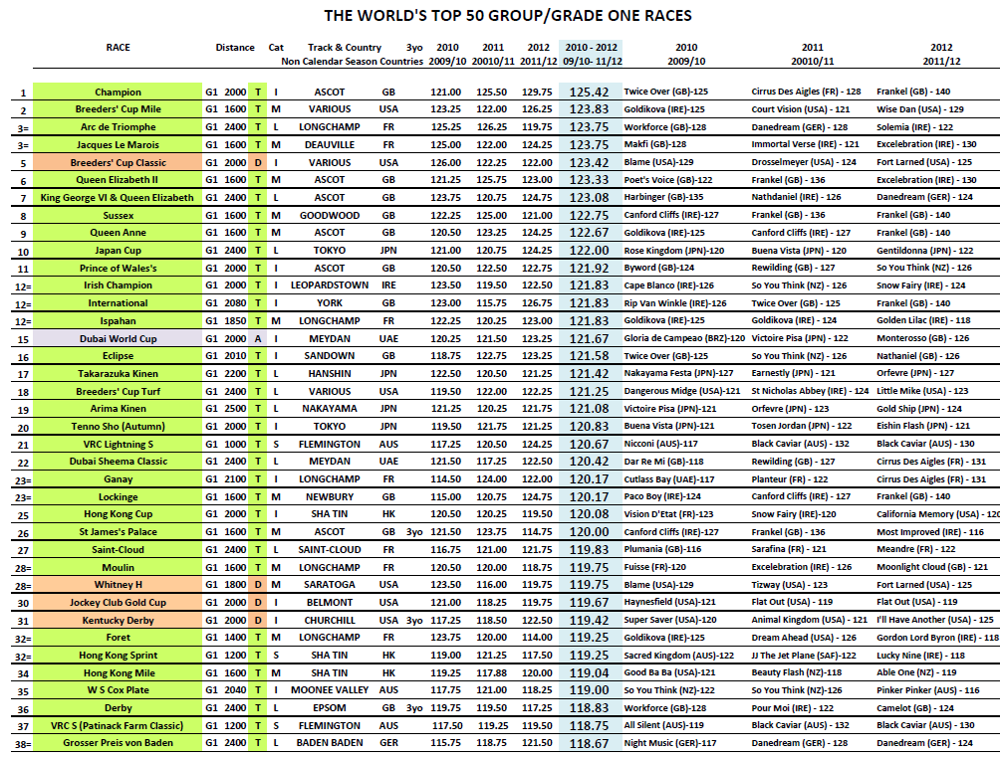 THE WORLD'S TOP 50 GROUP/GRADE ONE RACES
RACE Distance Cat Track & Country 3yo 2010 2011 2012 2010 - 2012 2010 2011 2012
Non Calendar Season Countries 2009/10 20010/11 2011/12 09/10- 11/12 2009/10 20010/11 2011/12
1 Champion G1 2000 T I ASCOT GB 121.00 125.50 129.75 125.42 Twice Over (GB)-125 Cirrus Des Aigles (FR) - 128 Frankel (GB) - 140
2 Breeders' Cup Mile G1 1600 T M VARIOUS USA 123.25 122.00 126.25 123.83 Goldikova (IRE)-125 Court Vision (USA) - 121 Wise Dan (USA) - 129
3= Arc de Triomphe G1 2400 T L LONGCHAMP FR 125.25 126.25 119.75 123.75 Workforce (GB)-128 Danedream (GER) - 128 Solemia (IRE) - 122
3= Jacques Le Marois G1 1600 T M DEAUVILLE FR 125.00 122.00 124.25 123.75 Makfi (GB)-128 Immortal Verse (IRE) - 121 Excelebration (IRE) - 130
5 Breeders' Cup Classic G1 2000 D I VARIOUS USA 126.00 122.25 122.00 123.42 Blame (USA)-129 Drosselmeyer (USA) - 124 Fort Larned (USA) - 125
6 Queen Elizabeth II G1 1600 T M ASCOT GB 121.25 125.75 123.00 123.33 Poet's Voice (GB)-122 Frankel (GB) - 136 Excelebration (IRE) - 130
7 King George VI & Queen Elizabeth G1 2400 T L ASCOT GB 123.75 120.75 124.75 123.08 Harbinger (GB)-135 Nathdaniel (IRE) - 126 Danedream (GER) - 124
8 Sussex G1 1600 T M GOODWOOD GB 122.25 125.00 121.00 122.75 Canford Cliffs (IRE)-127 Frankel (GB) - 136 Frankel (GB) - 140
9 Queen Anne G1 1600 T M ASCOT GB 120.50 123.25 124.25 122.67 Goldikova (IRE)-125 Canford Cliffs (IRE) - 127 Frankel (GB) - 140
10 Japan Cup G1 2400 T L TOKYO JPN 121.00 120.75 124.25 122.00 Rose Kingdom (JPN)-120 Buena Vista (JPN) - 120 Gentildonna (JPN) - 122
11 Prince of Wales's G1 2000 T I ASCOT GB 120.50 122.50 122.75 121.92 Byword (GB)-124 Rewilding (GB) - 127 So You Think (NZ) - 126
12= Irish Champion G1 2000 T I LEOPARDSTOWN IRE 123.50 119.50 122.50 121.83 Cape Blanco (IRE)-126 So You Think (NZ) - 126 Snow Fairy (IRE) - 124
12= International G1 2080 T I YORK GB 123.00 115.75 126.75 121.83 Rip Van Winkle (IRE)-126 Twice Over (GB) - 125 Frankel (GB) - 140
12= Ispahan G1 1850 T M LONGCHAMP FR 122.25 120.25 123.00 121.83 Goldikova (IRE)-125 Goldikova (IRE) - 124 Golden Lilac (IRE) - 118
15 Dubai World Cup G1 2000 A I MEYDAN UAE 120.25 121.50 123.25 121.67 Gloria de Campeao (BRZ)-120 Victoire Pisa (JPN) - 122 Monterosso (GB) - 126
16 Eclipse G1 2010 T I SANDOWN GB 118.75 122.75 123.25 121.58 Twice Over (GB)-125 So You Think (NZ) - 126 Nathaniel (GB) - 126
17 Takarazuka Kinen G1 2200 T L HANSHIN JPN 122.50 120.50 121.25 121.42 Nakayama Festa (JPN)-127 Earnestly (JPN) - 121 Orfevre (JPN) - 127
18 Breeders' Cup Turf G1 2400 T L VARIOUS USA 119.50 122.00 122.25 121.25 Dangerous Midge (USA)-121 St Nicholas Abbey (IRE) - 124 Little Mike (USA) - 123
19 Arima Kinen G1 2500 T L NAKAYAMA JPN 121.25 120.25 121.75 121.08 Victoire Pisa (JPN)-121 Orfevre (JPN) - 123 Gold Ship (JPN) - 124
20 Tenno Sho (Autumn) G1 2000 T I TOKYO JPN 119.50 121.75 121.25 120.83 Buena Vista (JPN)-121 Tosen Jordan (JPN) - 122 Eishin Flash (JPN) - 121
21 VRC Lightning S G1 1000 T S FLEMINGTON AUS 117.25 120.50 124.25 120.67 Nicconi (AUS)-117 Black Caviar (AUS) - 132 Black Caviar (AUS) - 130
22 Dubai Sheema Classic G1 2400 T L MEYDAN UAE 121.50 117.25 122.50 120.42 Dar Re Mi (GB)-118 Rewilding (GB) - 127 Cirrus Des Aigles (FR) - 131
23= Ganay G1 2100 T I LONGCHAMP FR 114.50 124.00 122.00 120.17 Cutlass Bay (UAE)-117 Planteur (FR) - 122 Cirrus Des Aigles (FR) - 131
23= Lockinge G1 1600 T M NEWBURY GB 115.00 120.75 124.75 120.17 Paco Boy (IRE)-124 Canford Cliffs (IRE) - 127 Frankel (GB) - 140
25 Hong Kong Cup G1 2000 T I SHA TIN HK 120.50 120.25 119.50 120.08 Vision D'Etat (FR)-123 Snow Fairy (IRE)-120 California Memory (USA) - 120
26 St James's Palace G1 1600 T M ASCOT GB 3yo 121.50 123.75 114.75 120.00 Canford Cliffs (IRE)-127 Frankel (GB) - 136 Most Improved (IRE) - 116
27 Saint-Cloud G1 2400 T L SAINT-CLOUD FR 116.75 121.00 121.75 119.83 Plumania (GB)-116 Sarafina (FR) - 121 Meandre (FR) - 122
28= Moulin G1 1600 T M LONGCHAMP FR 120.50 120.00 118.75 119.75 Fuisse (FR)-120 Excelebration (IRE) - 126 Moonlight Cloud (GB) - 121
28= Whitney H G1 1800 D M SARATOGA USA 123.50 116.00 119.75 119.75 Blame (USA)-129 Tizway (USA) - 123 Fort Larned (USA) - 125
30 Jockey Club Gold Cup G1 2000 D I BELMONT USA 121.00 118.25 119.75 119.67 Haynesfield (USA)-121 Flat Out (USA) - 119 Flat Out (USA) - 119
31 Kentucky Derby G1 2000 D I CHURCHILL USA 3yo 117.25 118.50 122.50 119.42 Super Saver (USA)-120 Animal Kingdom (USA) - 121 I'll Have Another (USA) - 125
32= Foret G1 1400 T M LONGCHAMP FR 123.75 120.00 114.00 119.25 Goldikova (IRE)-125 Dream Ahead (USA) - 126 Gordon Lord Byron (IRE) - 118
32= Hong Kong Sprint G1 1200 T S SHA TIN HK 119.00 121.25 117.50 119.25 Sacred Kingdom (AUS)-122 JJ The Jet Plane (SAF)-122 Lucky Nine (IRE) - 118
34 Hong Kong Mile G1 1600 T M SHA TIN HK 119.25 117.88 120.00 119.04 Good Ba Ba (USA)-121 Beauty Flash (NZ)-118 Able One (NZ) - 119
35 W S Cox Plate G1 2040 T I MOONEE VALLEY AUS 117.75 121.00 118.25 119.00 So You Think (NZ)-122 So You Think (NZ)-126 Pinker Pinker (AUS) - 116
36 Derby G1 2400 T L EPSOM GB 3yo 119.75 119.50 117.25 118.83 Workforce (GB)-128 Pour Moi (IRE) - 122 Camelot (GB) - 124
37 VRC S (Patinack Farm Classic) G1 1200 T S FLEMINGTON AUS 117.50 119.25 119.50 118.75 All Silent (AUS)-119 Black Caviar (AUS) - 132 Black Caviar (AUS) - 130
38= Grosser Preis von Baden G1 2400 T L BADEN BADEN GER 115.75 118.75 121.50 118.67 Night Music (GER)-117 Danedream (GER) - 128 Danedream (GER) - 124